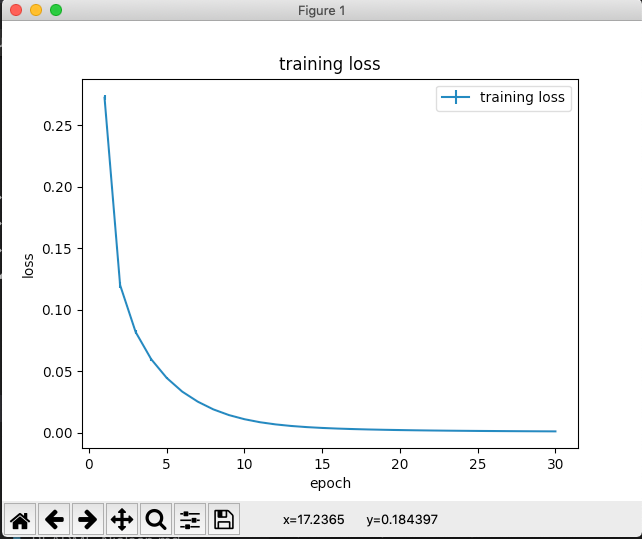 Figure 1
training loss
training loss
0.25
0.20
0.15
0.10
0.05
0.00
loss
0 5 10 15 20 25 30
epoch
x=17.2365 y=0.184397